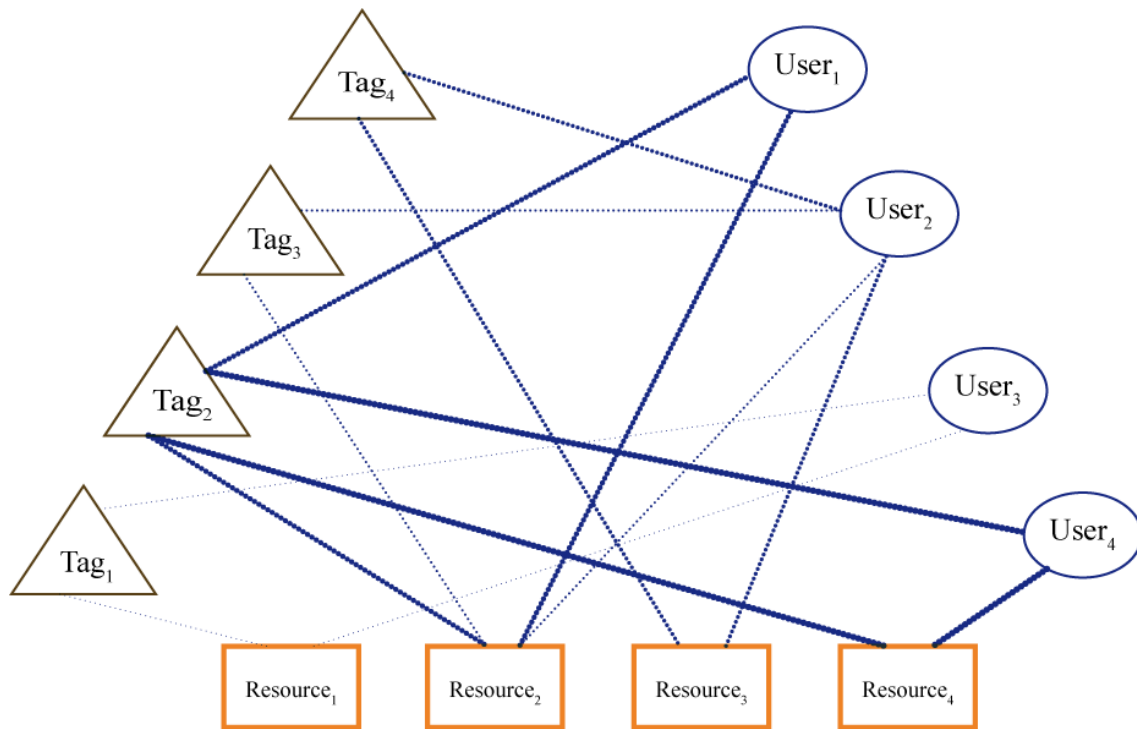 User₁
Tag₄
User₂
Tag₃
User₃
Tag₂
User₄
Tag₁
Resource₁
Resource₂
Resource₃
Resource₄